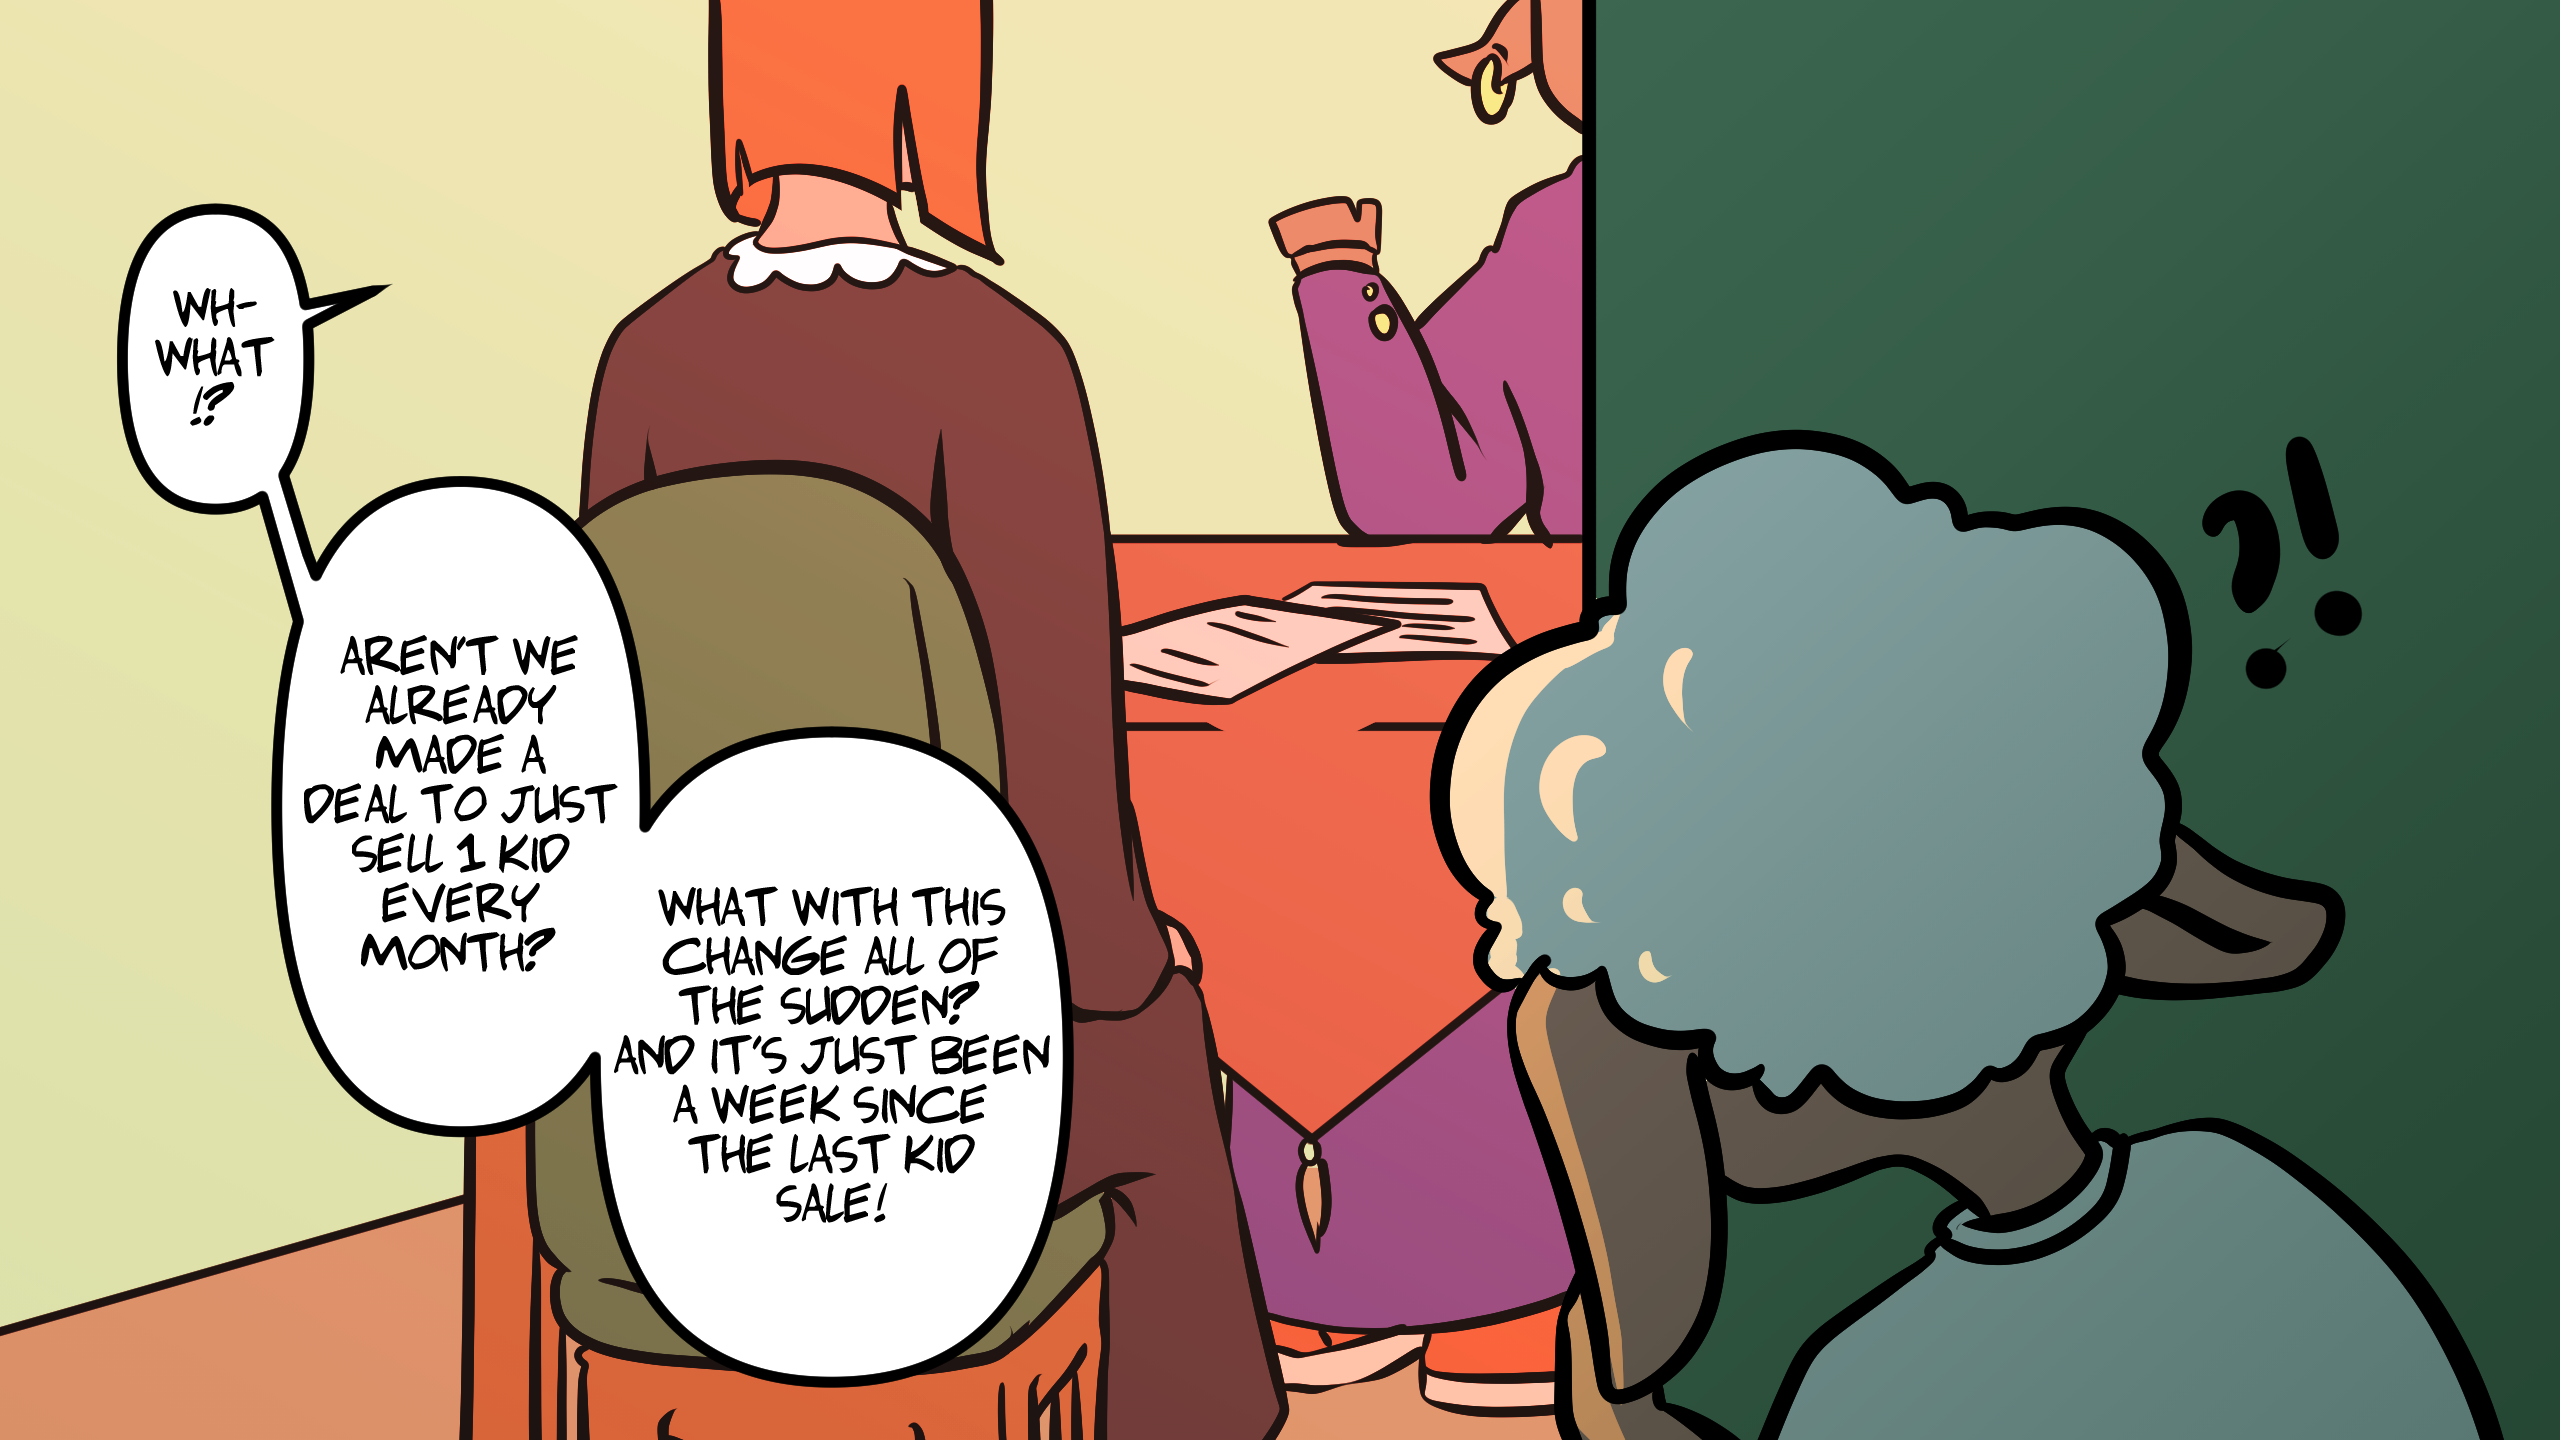 WH-
WHAT
!?
AREN'T WE
ALREADY
MADE A
DEAL TO JUST
SELL 1 KID
EVERY
MONTH?
WHAT WITH THIS
CHANGE ALL OF
THE SUDDEN?
AND IT'S JUST BEEN
A WEEK SINCE
THE LAST KID
SALE!
?!